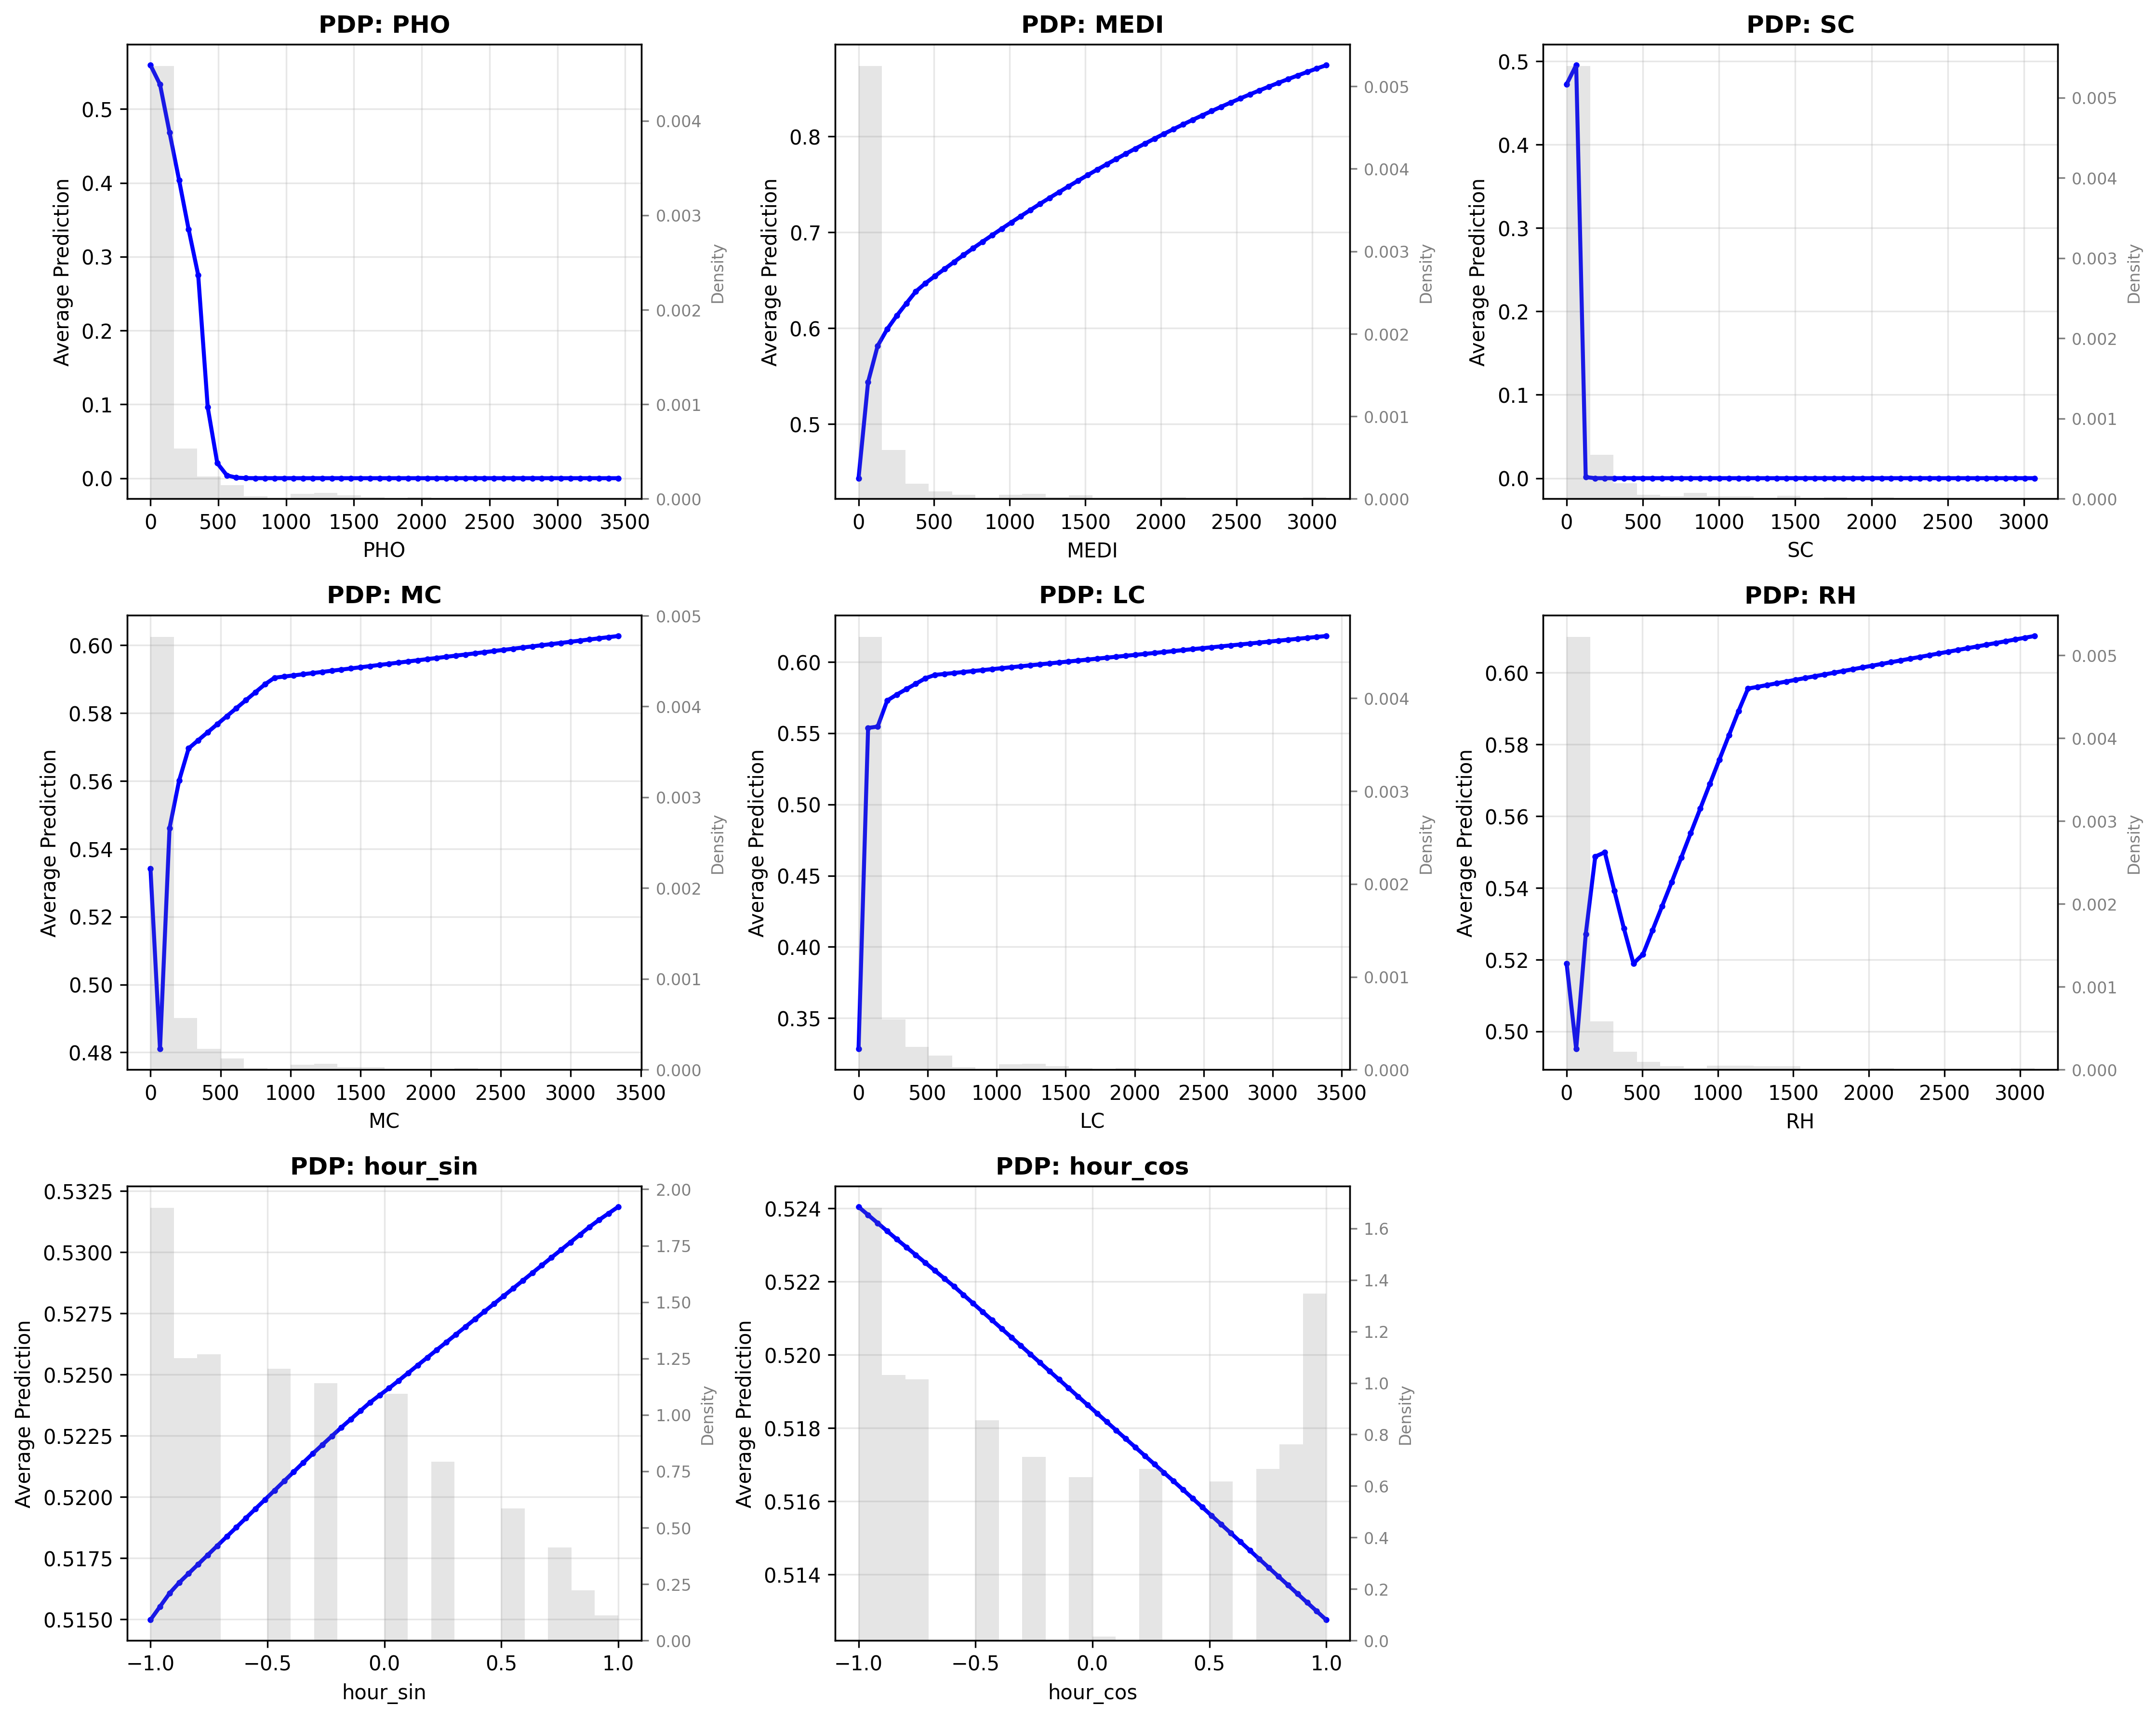 PDP: PHO
Average Prediction
0.5
0.4
0.3
0.2
0.1
0.0
0 500 1000 1500 2000 2500 3000 3500
PHO
0.004
0.003
0.002
0.001
0.000
Density
PDP: MEDI
Average Prediction
0.8
0.7
0.6
0.5
0 500 1000 1500 2000 2500 3000
MEDI
0.005
0.004
0.003
0.002
0.001
0.000
Density
PDP: SC
Average Prediction
0.5
0.4
0.3
0.2
0.1
0.0
0 500 1000 1500 2000 2500 3000
SC
0.005
0.004
0.003
0.002
0.001
0.000
Density
PDP: MC
Average Prediction
0.60
0.58
0.56
0.54
0.52
0.50
0.48
0 500 1000 1500 2000 2500 3000 3500
MC
0.005
0.004
0.003
0.002
0.001
0.000
Density
PDP: LC
Average Prediction
0.60
0.55
0.50
0.45
0.40
0.35
0 500 1000 1500 2000 2500 3000 3500
LC
0.004
0.003
0.002
0.001
0.000
Density
PDP: RH
Average Prediction
0.60
0.58
0.56
0.54
0.52
0.50
0 500 1000 1500 2000 2500 3000
RH
0.005
0.004
0.003
0.002
0.001
0.000
Density
PDP: hour_sin
Average Prediction
0.5325
0.5300
0.5275
0.5250
0.5225
0.5200
0.5175
0.5150
−1.0 −0.5 0.0 0.5 1.0
hour_sin
2.00
1.75
1.50
1.25
1.00
0.75
0.50
0.25
0.00
Density
PDP: hour_cos
Average Prediction
0.524
0.522
0.520
0.518
0.516
0.514
−1.0 −0.5 0.0 0.5 1.0
hour_cos
1.6
1.4
1.2
1.0
0.8
0.6
0.4
0.2
0.0
Density